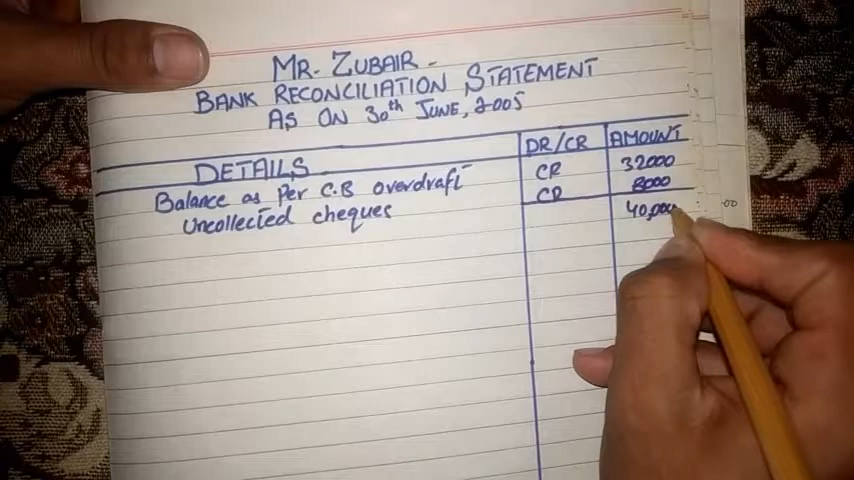 MR. ZUBAIR.
BANK RECONCILIATION STATEMENT
AS ON 30th JUNE, 2005
DETAILS DR/CR AMOUNT
Balance as Per C.B overdraft CR 32000
Uncollected cheques CR 8000
40,000